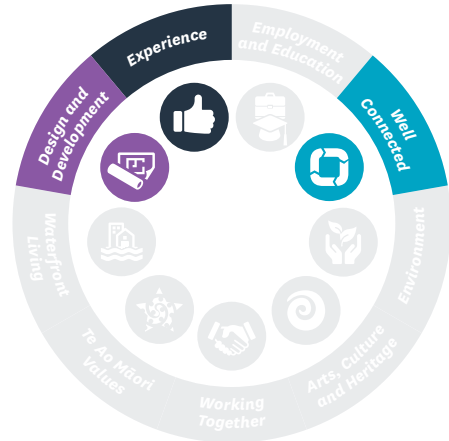 Experience
Employment
and Education
Well
Connected
Environment
Arts, Culture
and Heritage
Working
Together
Te Ao Māori
Values
Waterfront
Living
Design and
Development